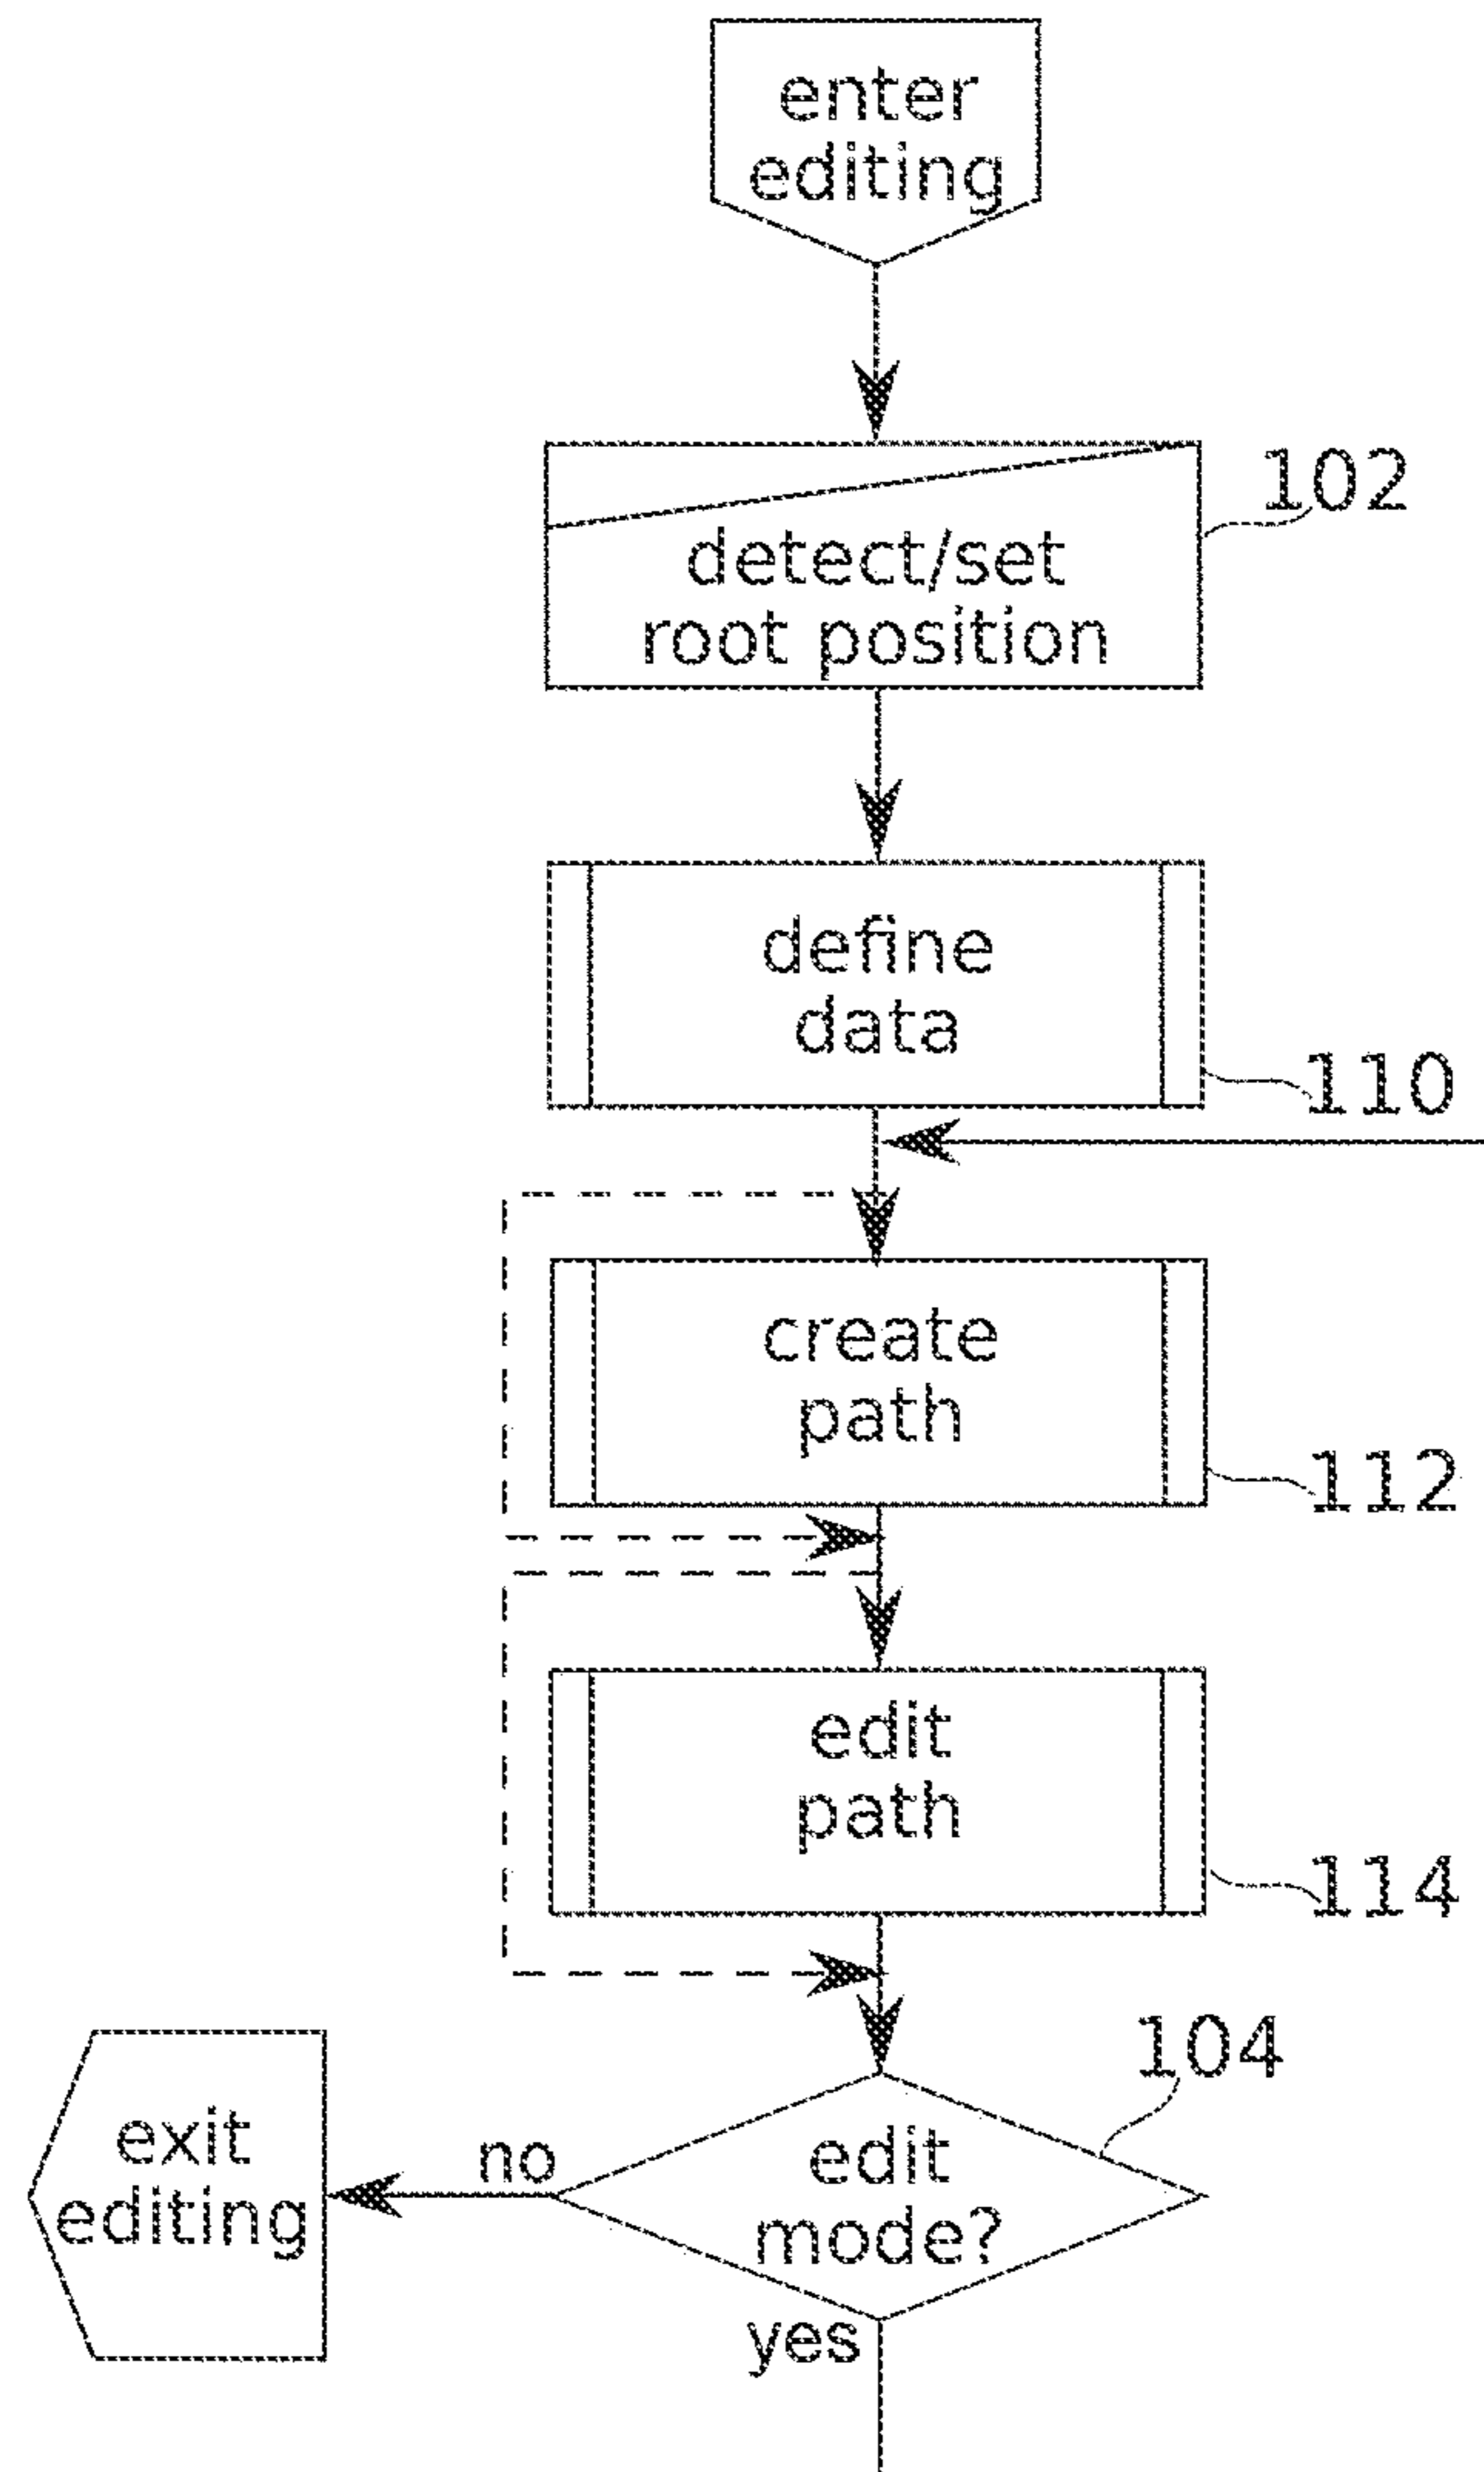 enter
editing
102
detect/set
root position
define
data
110
create
path
112
edit
path
114
104
exit
editing
no
edit
mode?
yes